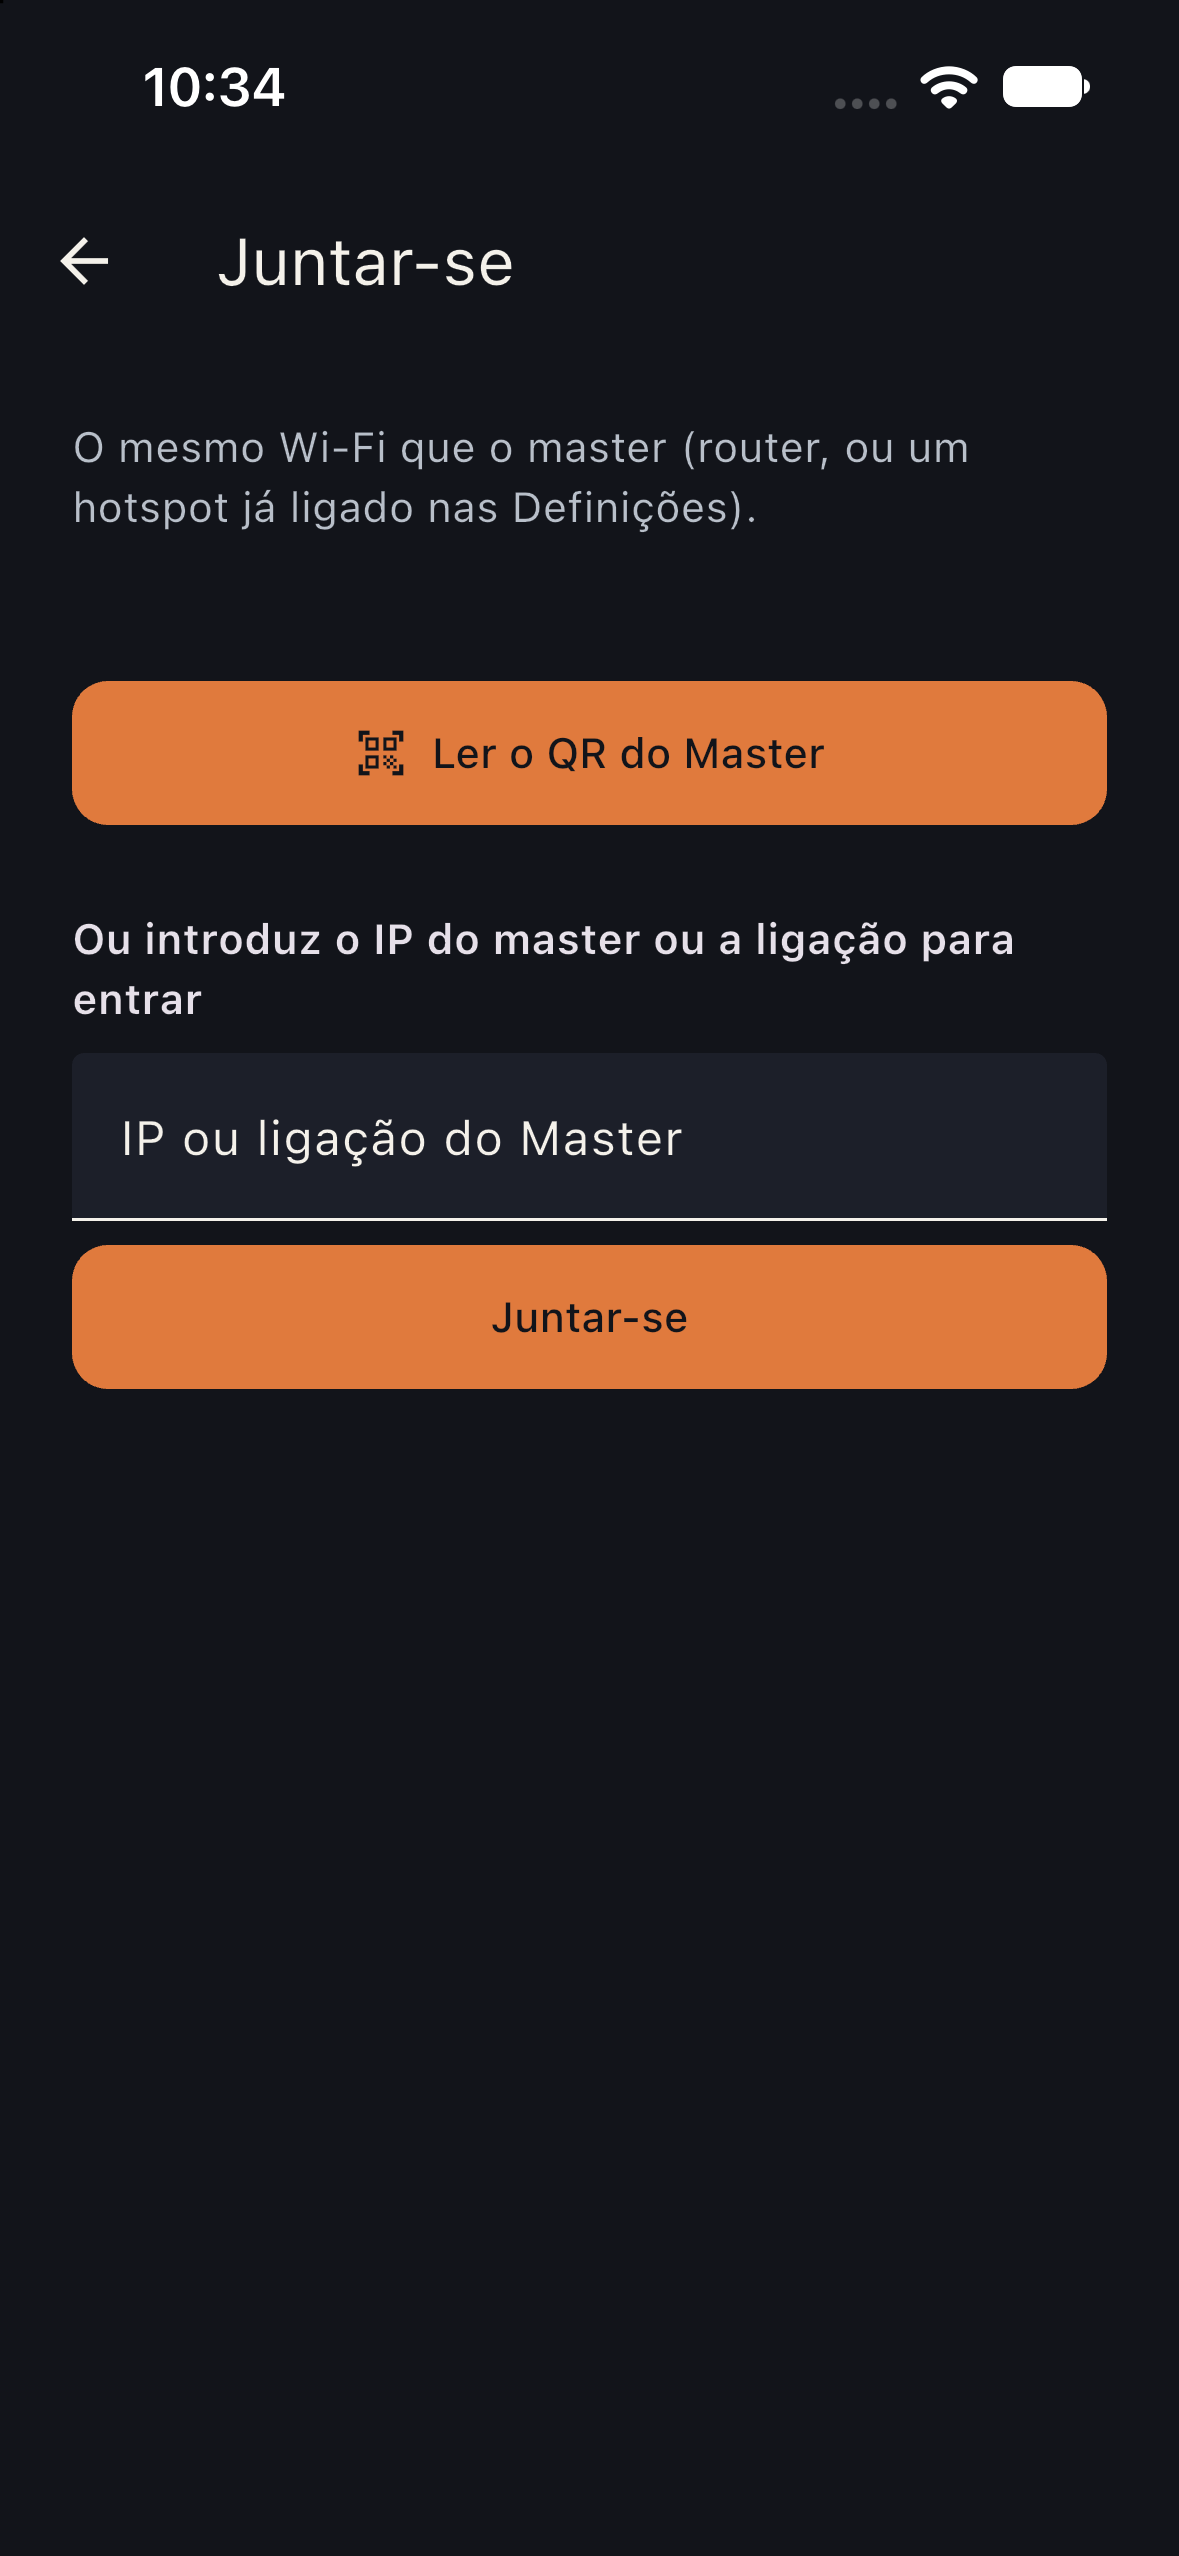 10:34
Juntar-se
O mesmo Wi-Fi que o master (router, ou um
hotspot já ligado nas Definições).
Ler o QR do Master
Ou introduz o IP do master ou a ligação para
entrar
IP ou ligação do Master
Juntar-se